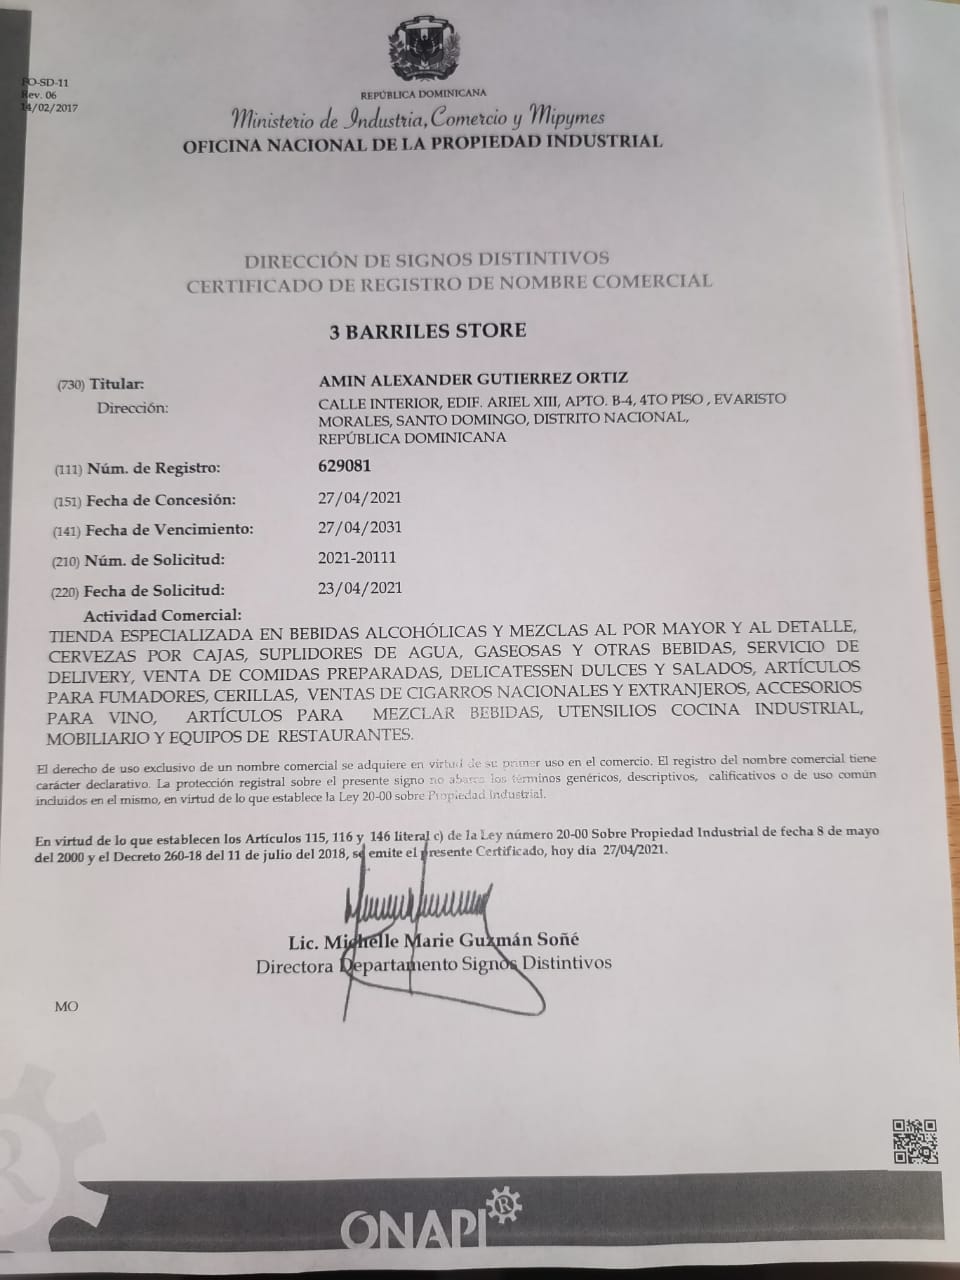 FO-SD-11
Rev. 06
14/02/2017
REPÚBLICA DOMINICANA
Ministerio de Industria, Comercio y Mipymes
OFICINA NACIONAL DE LA PROPIEDAD INDUSTRIAL
DIRECCIÓN DE SIGNOS DISTINTIVOS
CERTIFICADO DE REGISTRO DE NOMBRE COMERCIAL
3 BARRILES STORE
(730) Titular: AMIN ALEXANDER GUTIERREZ ORTIZ
Dirección: CALLE INTERIOR, EDIF. ARIEL XIII, APTO. B-4, 4TO PISO , EVARISTO
MORALES, SANTO DOMINGO, DISTRITO NACIONAL,
REPÚBLICA DOMINICANA
(111) Núm. de Registro: 629081
(151) Fecha de Concesión: 27/04/2021
(141) Fecha de Vencimiento: 27/04/2031
(210) Núm. de Solicitud: 2021-20111
(220) Fecha de Solicitud: 23/04/2021
Actividad Comercial:
TIENDA ESPECIALIZADA EN BEBIDAS ALCOHÓLICAS Y MEZCLAS AL POR MAYOR Y AL DETALLE,
CERVEZAS POR CAJAS, SUPLIDORES DE AGUA, GASEOSAS Y OTRAS BEBIDAS, SERVICIO DE
DELIVERY, VENTA DE COMIDAS PREPARADAS, DELICATESSEN DULCES Y SALADOS, ARTÍCULOS
PARA FUMADORES, CERILLAS, VENTAS DE CIGARROS NACIONALES Y EXTRANJEROS, ACCESORIOS
PARA VINO, ARTÍCULOS PARA MEZCLAR BEBIDAS, UTENSILIOS COCINA INDUSTRIAL,
MOBILIARIO Y EQUIPOS DE RESTAURANTES.
El derecho de uso exclusivo de un nombre comercial se adquiere en virtud de su primer uso en el comercio. El registro del nombre comercial tiene
carácter declarativo. La protección registral sobre el presente signo no abarca los términos genéricos, descriptivos, calificativos o de uso común
incluidos en el mismo, en virtud de lo que establece la Ley 20-00 sobre Propiedad Industrial.
En virtud de lo que establecen los Artículos 115, 116 y 146 literal c) de la Ley número 20-00 Sobre Propiedad Industrial de fecha 8 de mayo
del 2000 y el Decreto 260-18 del 11 de julio del 2018, se emite el presente Certificado, hoy día 27/04/2021.
Lic. Michelle Marie Guzmán Soñé
Directora Departamento Signos Distintivos
MO
R
ONAPI R